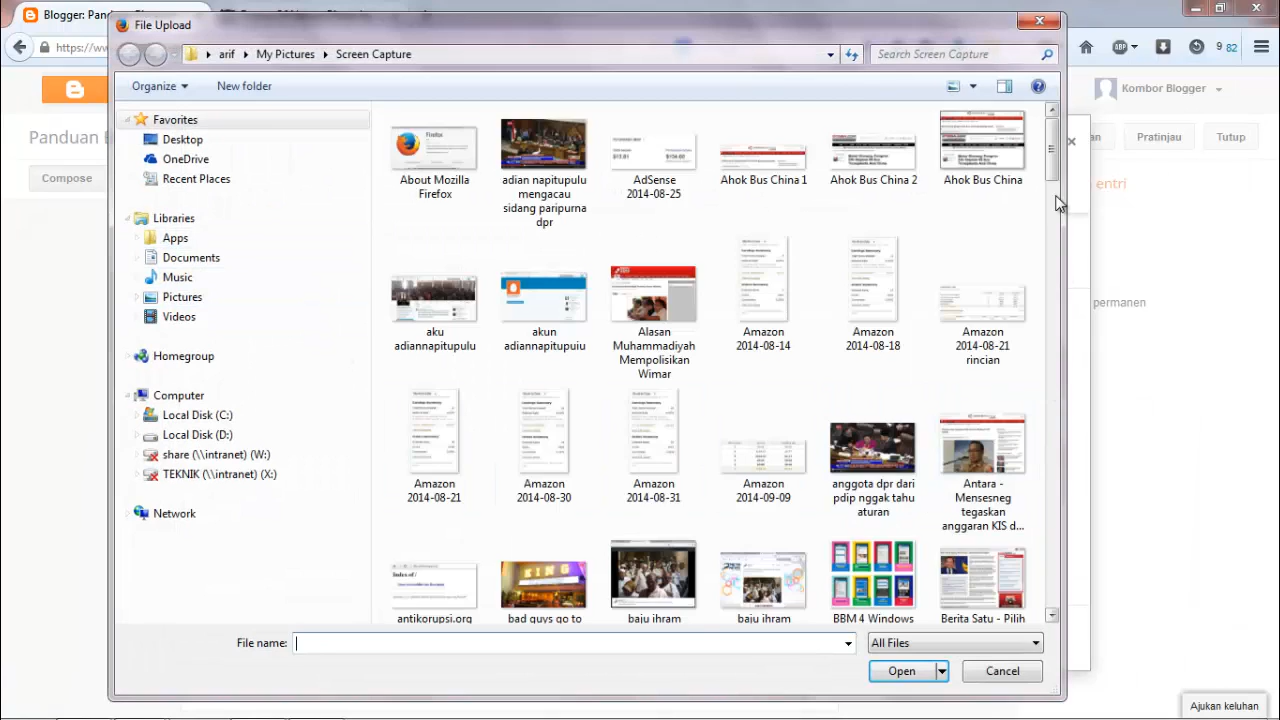 Blogger: Pan
File Upload
https://ww
arif
My Pictures
Screen Capture
Search Screen Capture
ABP
9 82
Organize
New folder
Kombor Blogger
Panduan
an
Pratinjau
Tutup
Compose
entri
permanen
Favorites
Desktop
OneDrive
Recent Places
Libraries
Apps
Documents
Music
Pictures
Videos
Homegroup
Computer
Local Disk (C:)
Local Disk (D:)
share (\\intranet) (W:)
TEKNIK (\\intranet) (X:)
Network
About Mozilla
Firefox
adian napitupulu
mengacau
sidang paripurna
dpr
AdSense
2014-08-25
Ahok Bus China 1
Ahok Bus China 2
Ahok Bus China
aku
adiannapitupulu
akun
adiannapitupulu
Alasan
Muhammadiyah
Mempolisikan
Wimar
Amazon
2014-08-14
Amazon
2014-08-18
Amazon
2014-08-21
rincian
Amazon
2014-08-21
Amazon
2014-08-30
Amazon
2014-08-31
Amazon
2014-09-09
anggota dpr dari
pdip nggak tahu
aturan
Antara -
Mensesneg
tegaskan
anggaran KIS d...
antikorupsi.org
bad guys go to
baju ihram
baju ihram
BBM 4 Windows
Berita Satu - Pilih
File name:
All Files
Open
Cancel
Ajukan keluhan